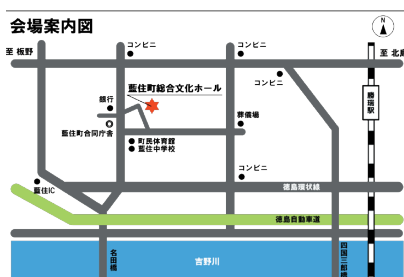 会場案内図
N
コンビニ
コンビニ
至 板野
至 北島
コンビニ
藍住町総合文化ホール
銀行
勝瑞駅
葬儀場
藍住町合同庁舎
町民体育館
藍住中学校
コンビニ
藍住IC
徳島環状線
徳島自動車道
名田橋
吉野川
四国三郎橋